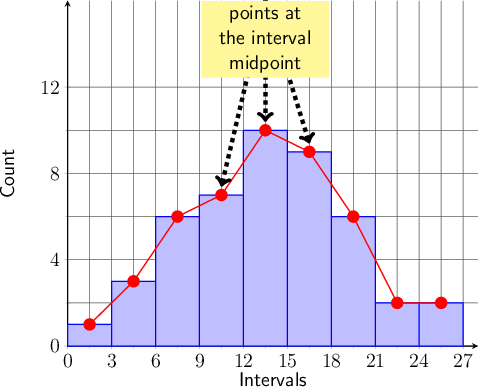 points at
the interval
midpoint
Count
12
8
4
0
0 3 6 9 12 15 18 21 24 27
Intervals